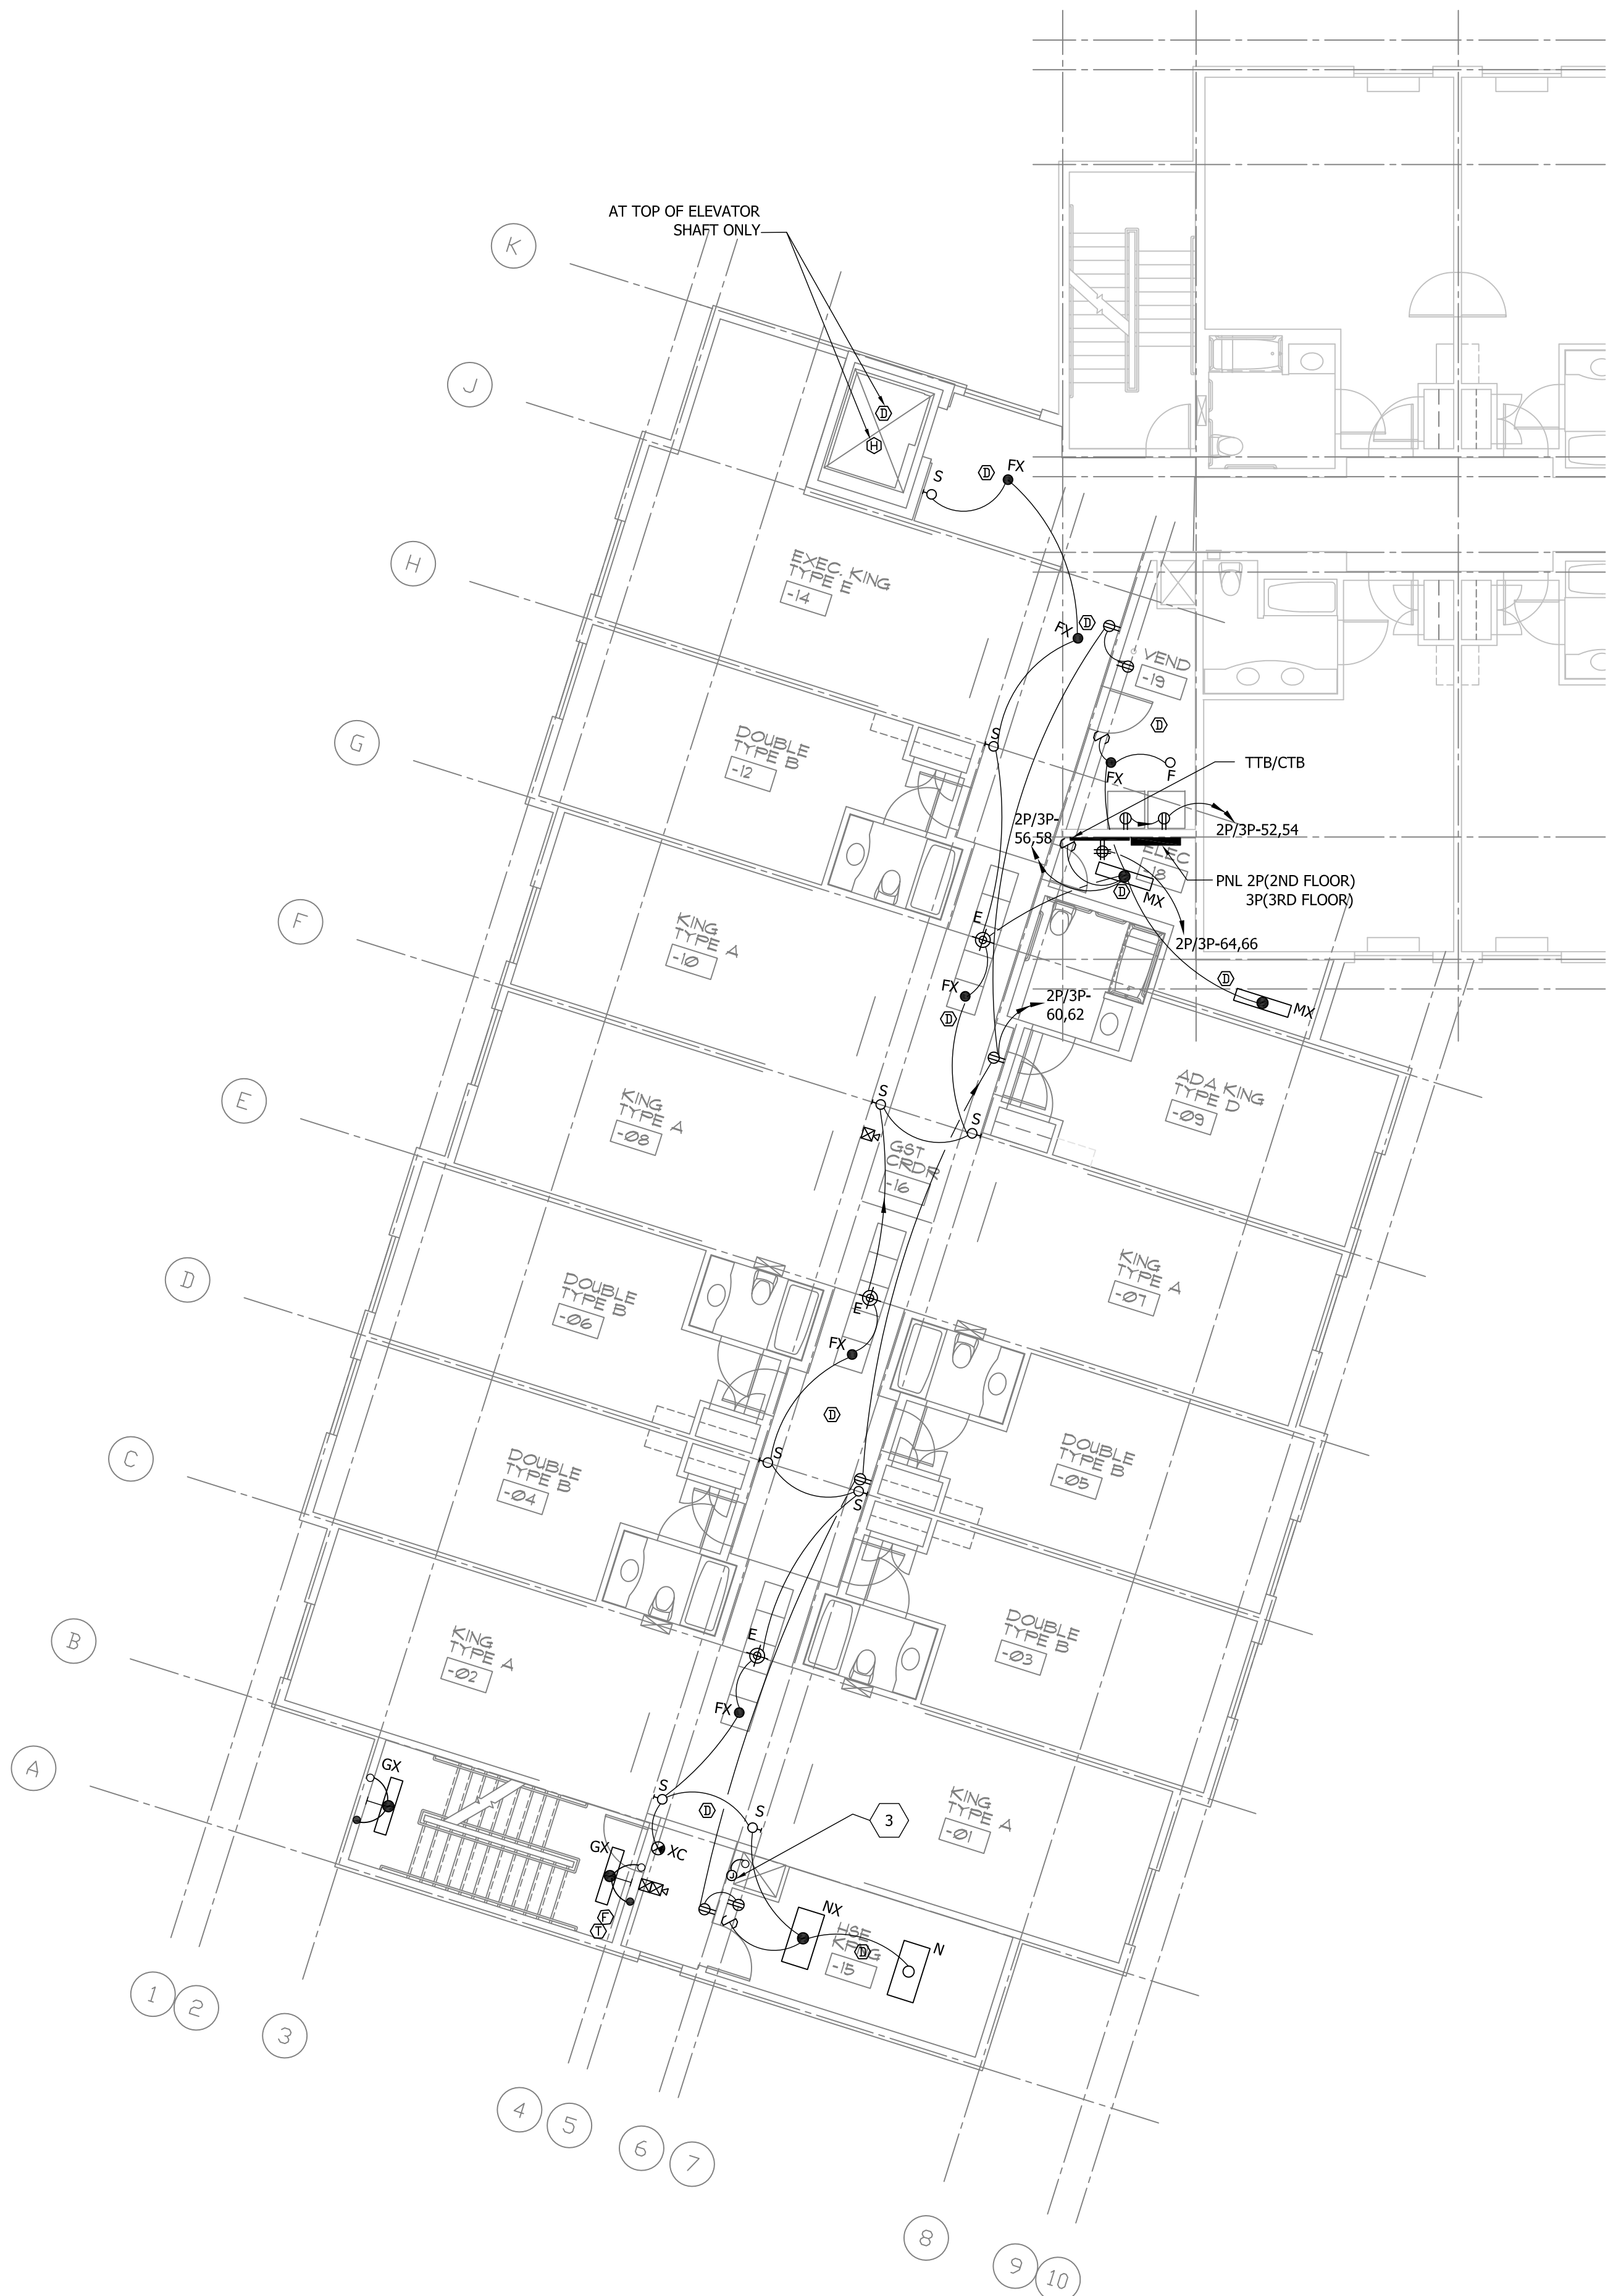 AT TOP OF ELEVATOR
SHAFT ONLY
K
D
H
J
D
FX
S
EXEC. KING
TYPE E
-14
H
D
FX
VEND
-19
DOUBLE
TYPE B
-12
S
D
G
FX
F
TTB/CTB
2P/3P-
56,58
2P/3P-52,54
ELEC
-18
PNL 2P(2ND FLOOR)
3P(3RD FLOOR)
D
MX
KING
TYPE A
-10
F
E
2P/3P-64,66
FX
D
2P/3P-
60,62
D
MX
KING
TYPE A
-08
E
S
S
ADA KING
TYPE D
-09
GST
CRDR
-16
DOUBLE
TYPE B
-06
D
E
KING
TYPE A
-07
FX
D
DOUBLE
TYPE B
-04
C
S
S
DOUBLE
TYPE B
-05
KING
TYPE A
-02
B
E
DOUBLE
TYPE B
-03
FX
A
GX
S
D
S
3
KING
TYPE A
-01
GX
XC
J
F
T
NX
HSE
KPNG
-15
D
N
1
2
3
4
5
6
7
8
9
10